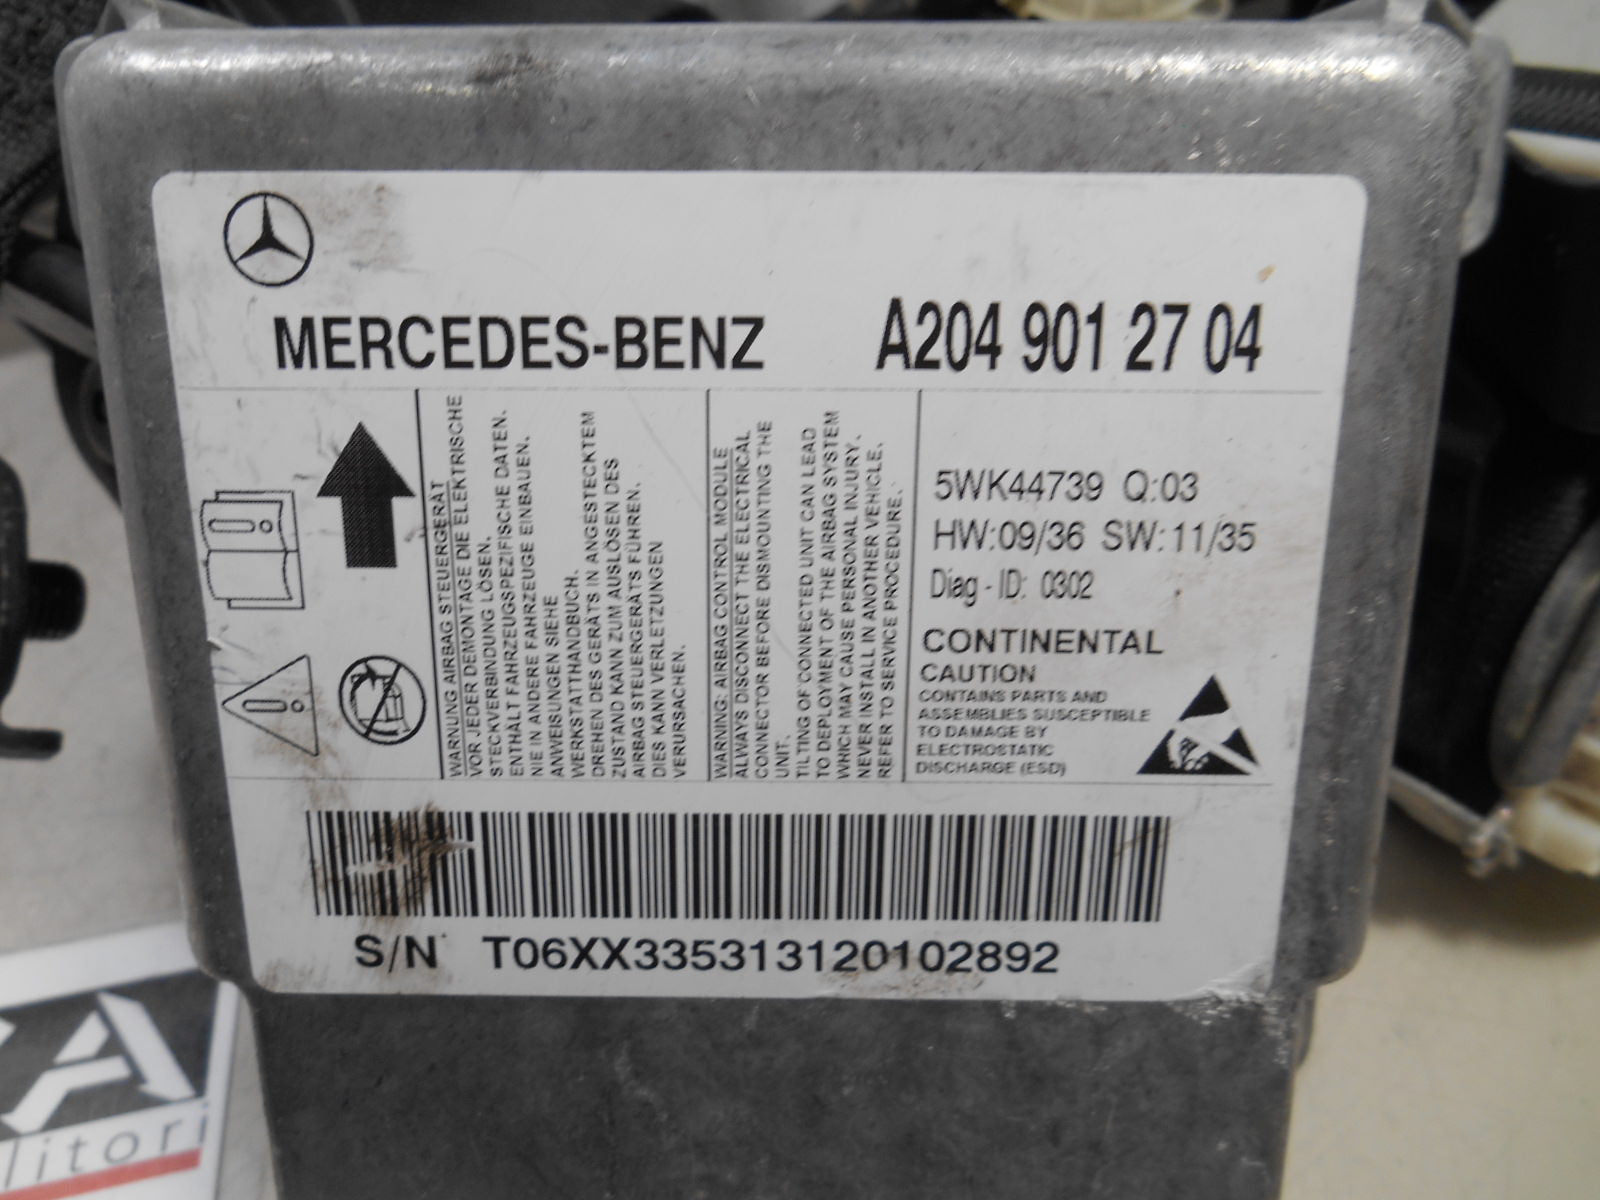 MERCEDES-BENZ A204 901 27 04
WARNUNG AIRBAG STEUERGERÄT
VOR JEDER DEMONTAGE DIE ELEKTRISCHE
STECKVERBINDUNG LÖSEN.
ENTHÄLT FAHRZEUGSPEZIFISCHE DATEN.
NIE IN ANDERE FAHRZEUGE EINBAUEN.
ANWEISUNGEN SIEHE
WERKSTATTHANDBUCH.
DREHEN DES GERÄTS IN ANGESTECKTEM
ZUSTAND KANN ZUM AUSLÖSEN DES
AIRBAG STEUERGERÄTS FÜHREN.
DIES KANN VERLETZUNGEN
VERURSACHEN.
WARNING: AIRBAG CONTROL MODULE
ALWAYS DISCONNECT THE ELECTRICAL
CONNECTOR BEFORE DISMOUNTING THE
UNIT.
TILTING OF CONNECTED UNIT CAN LEAD
TO DEPLOYMENT OF THE AIRBAG SYSTEM
WHICH MAY CAUSE PERSONAL INJURY.
NEVER INSTALL IN ANOTHER VEHICLE.
REFER TO SERVICE PROCEDURE.
5WK44739 Q:03
HW:09/36 SW:11/35
Diag - ID: 0302
CONTINENTAL
CAUTION
CONTAINS PARTS AND
ASSEMBLIES SUSCEPTIBLE
TO DAMAGE BY
ELECTROSTATIC
DISCHARGE (ESD)
S/N T06XX335313120102892
A
litori